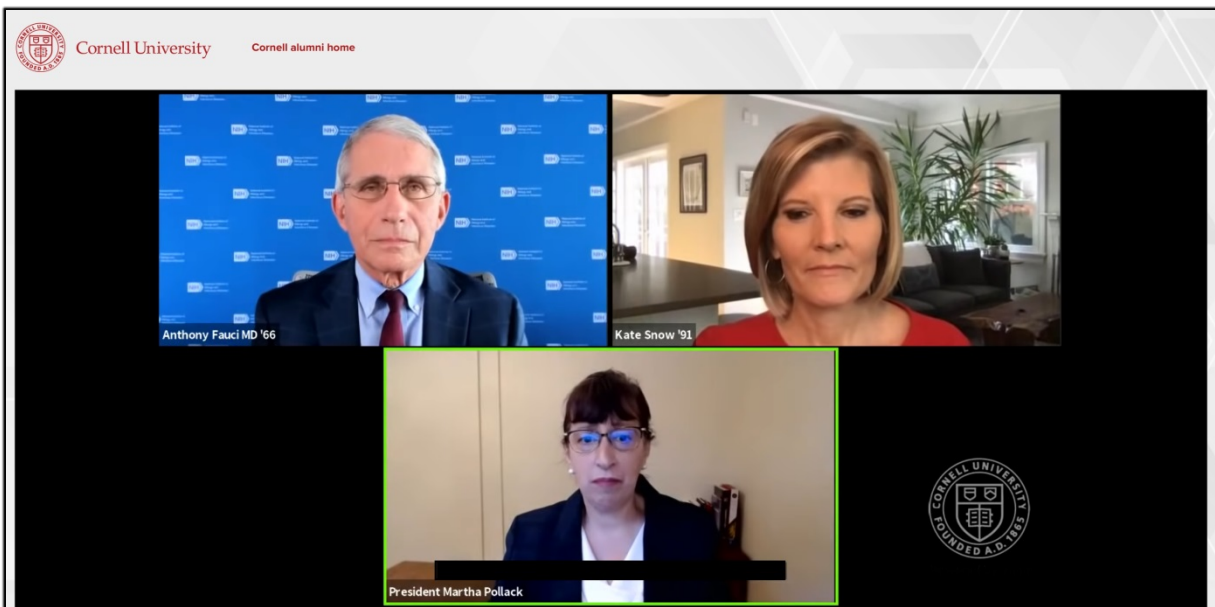 Cornell University
Cornell alumni home
NIH
Anthony Fauci MD '66
Kate Snow '91
President Martha Pollack
CORNELL UNIVERSITY
FOUNDED A.D. 1865